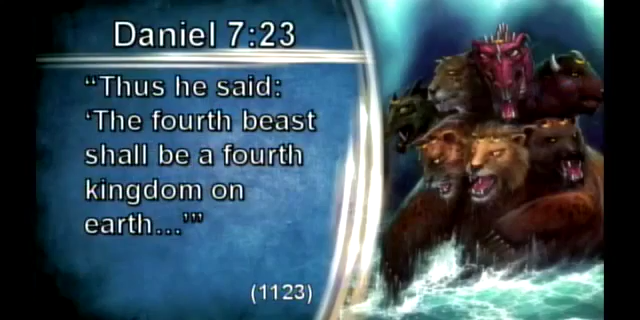 Daniel 7:23
“Thus he said:
‘The fourth beast
shall be a fourth
kingdom on
earth...’”
(1123)